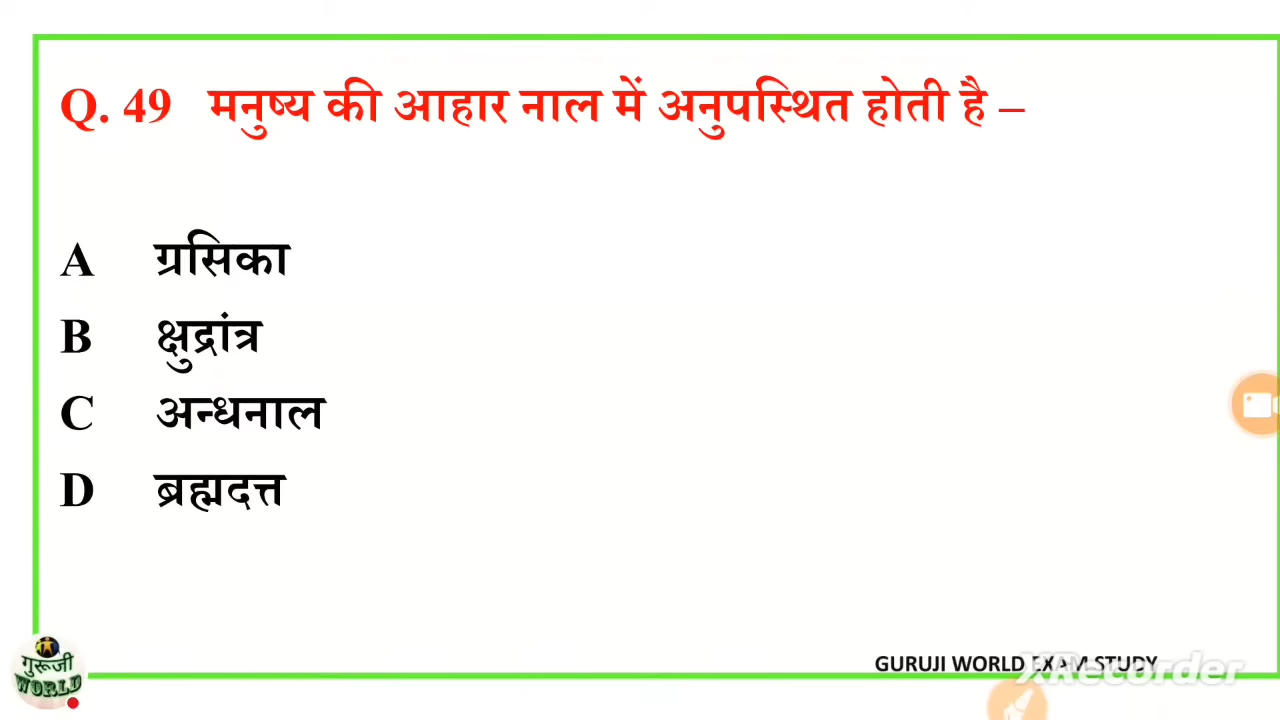 Q. 49 मनुष्य की आहार नाल में अनुपस्थित होती है –
A ग्रसिका
B क्षुद्रांत्र
C अन्धनाल
D ब्रह्मदत्त
गुरूजी
WORLD
GURUJI WORLD EXAM STUDY
XRecorder